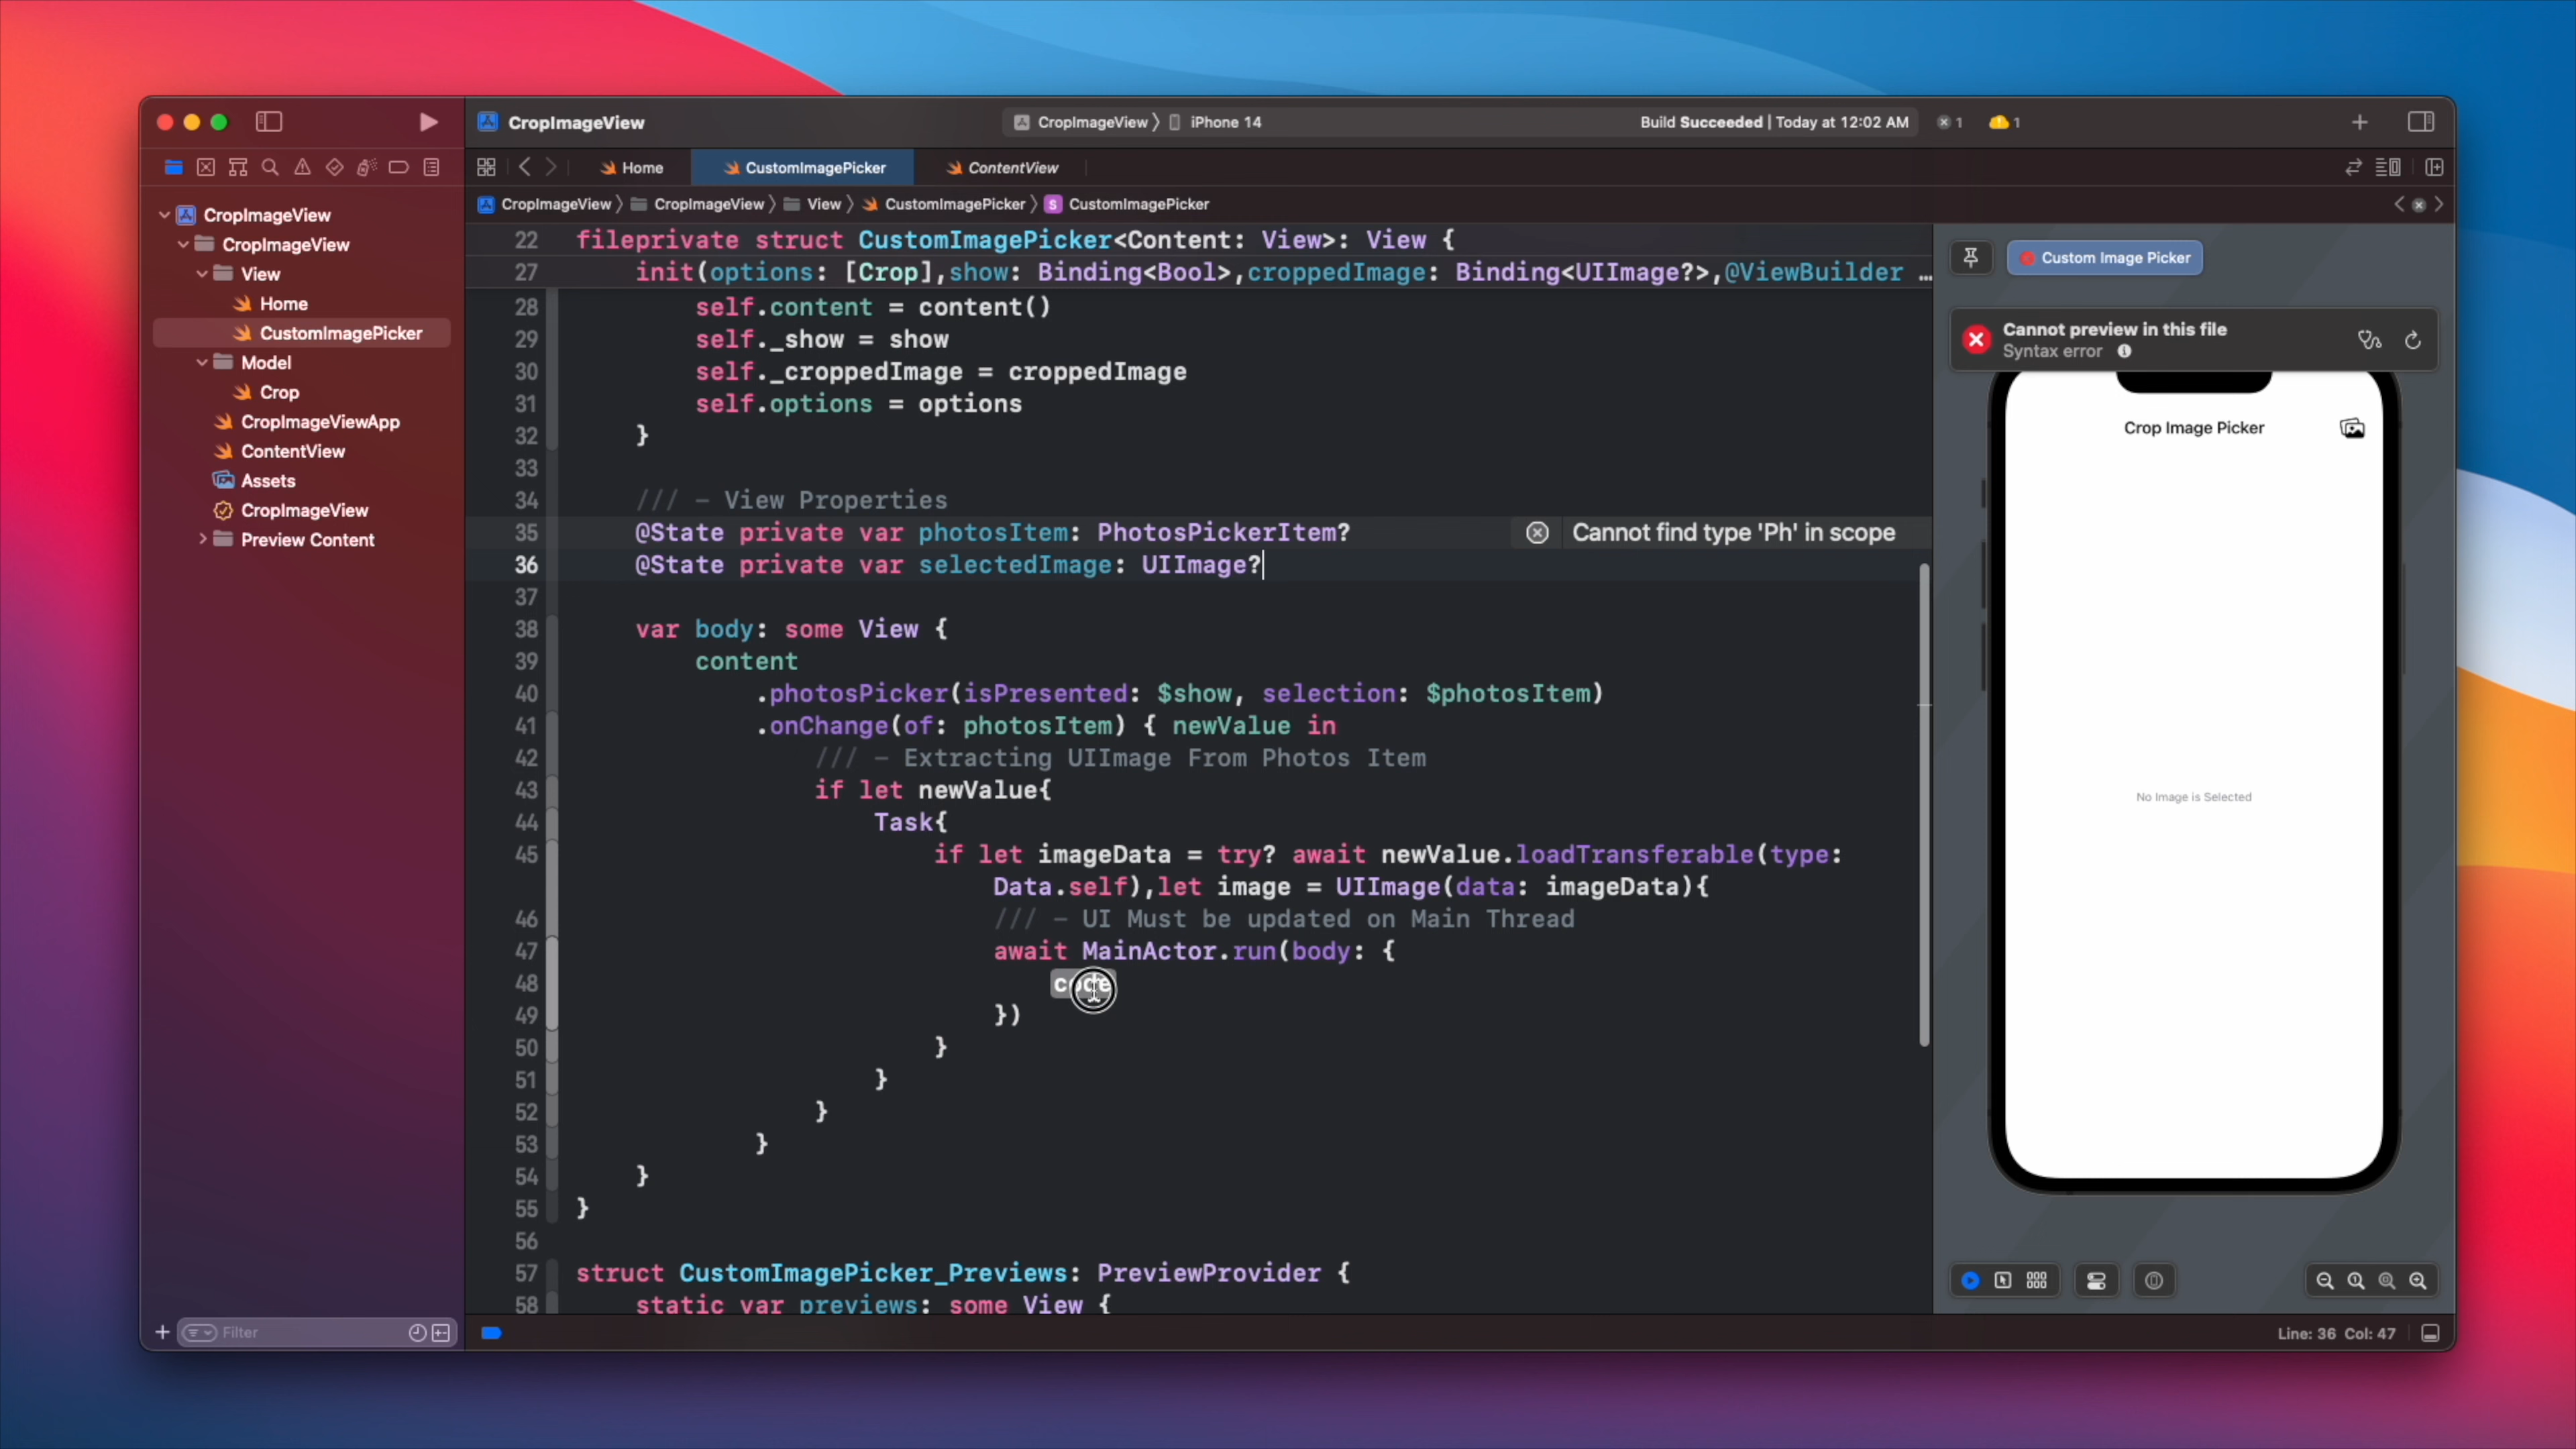 CropImageView
CropImageView 〉 iPhone 14
Build Succeeded | Today at 12:02 AM
1
1
Home
CustomImagePicker
ContentView
CropImageView 〉 CropImageView 〉 View 〉 CustomImagePicker 〉 S CustomImagePicker
CropImageView
CropImageView
View
Home
CustomImagePicker
Model
Crop
CropImageViewApp
ContentView
Assets
CropImageView
Preview Content
Filter
22 fileprivate struct CustomImagePicker<Content: View>: View {
27 init(options: [Crop],show: Binding<Bool>,croppedImage: Binding<UIImage?>,@ViewBuilder …
28 self.content = content()
29 self._show = show
30 self._croppedImage = croppedImage
31 self.options = options
32 }
33
34 /// - View Properties
35 @State private var photosItem: PhotosPickerItem?
Cannot find type 'Ph' in scope
36 @State private var selectedImage: UIImage?
37
38 var body: some View {
39 content
40 .photosPicker(isPresented: $show, selection: $photosItem)
41 .onChange(of: photosItem) { newValue in
42 /// - Extracting UIImage From Photos Item
43 if let newValue{
44 Task{
45 if let imageData = try? await newValue.loadTransferable(type:
Data.self),let image = UIImage(data: imageData){
46 /// - UI Must be updated on Main Thread
47 await MainActor.run(body: {
48 code
49 })
50 }
51 }
52 }
53 }
54 }
55 }
56
57 struct CustomImagePicker_Previews: PreviewProvider {
58 static var previews: some View {
Custom Image Picker
Cannot preview in this file
Syntax error
Crop Image Picker
No Image is Selected
Line: 36 Col: 47